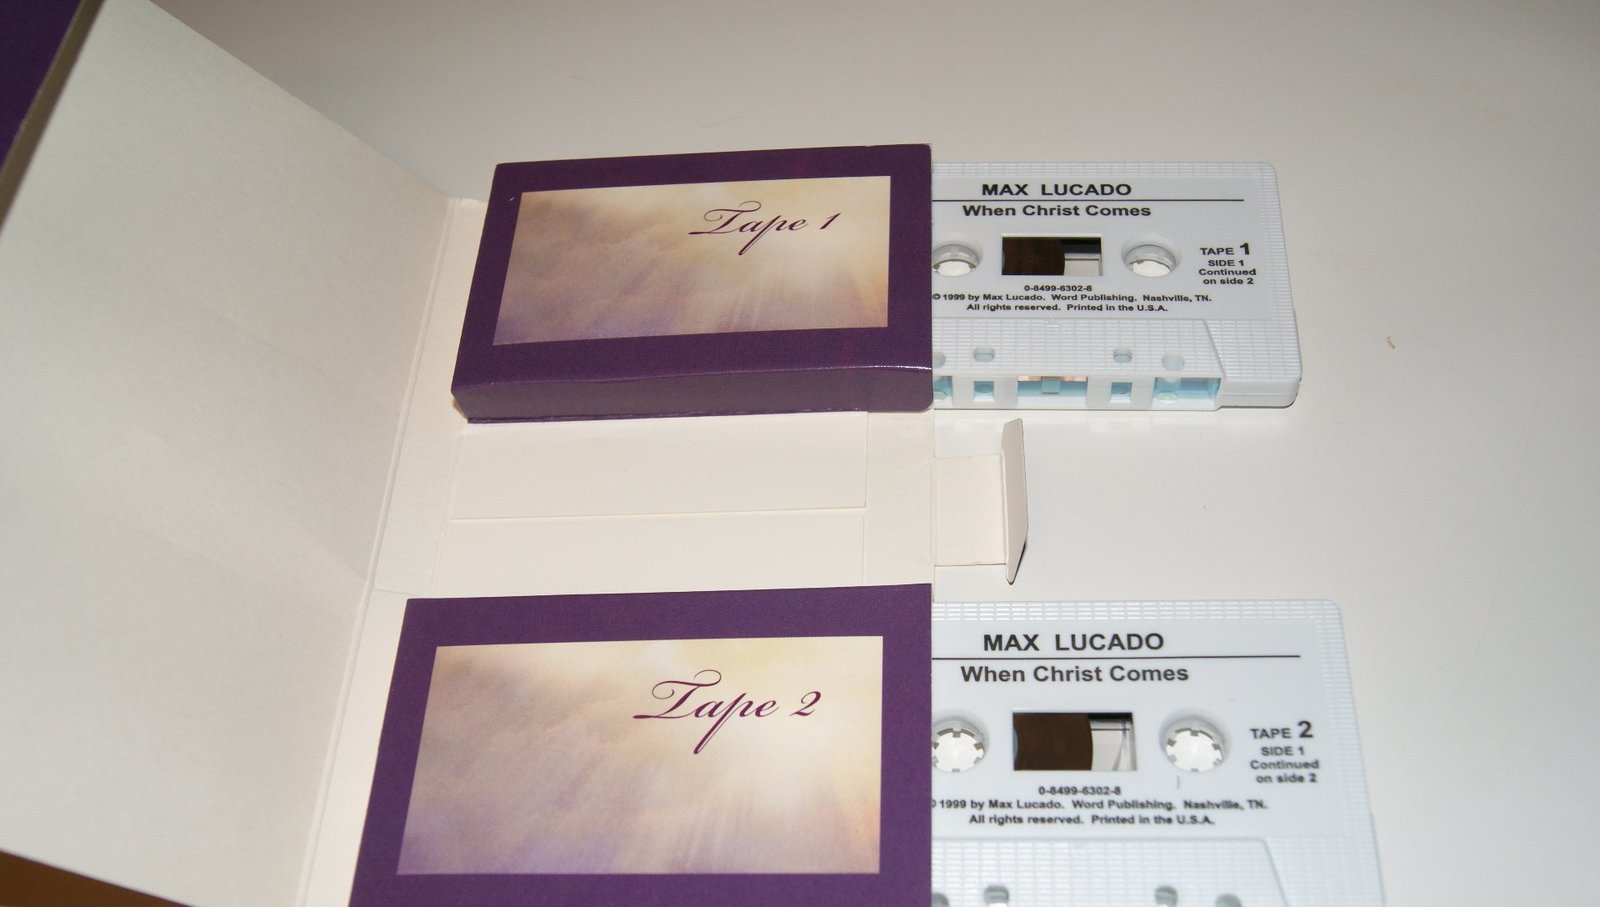 Tape 1
MAX LUCADO
When Christ Comes
TAPE 1
SIDE 1
Continued
on side 2
0-8499-6302-8
© 1999 by Max Lucado. Word Publishing. Nashville, TN.
All rights reserved. Printed in the U.S.A.
Tape 2
MAX LUCADO
When Christ Comes
TAPE 2
SIDE 1
Continued
on side 2
0-8499-6302-8
© 1999 by Max Lucado. Word Publishing. Nashville, TN.
All rights reserved. Printed in the U.S.A.